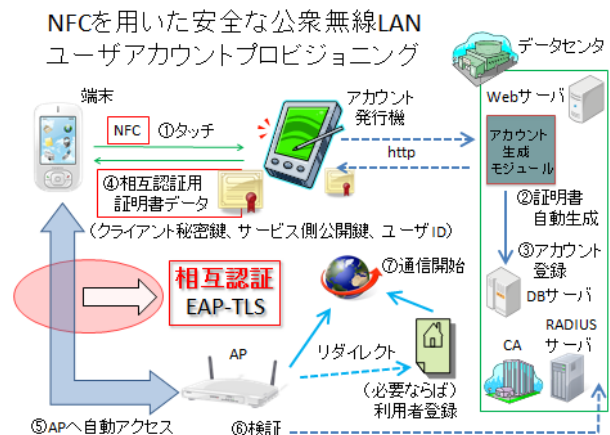 NFCを用いた安全な公衆無線LAN
ユーザアカウントプロビジョニング
データセンタ
端末
アカウント
発行機
Webサーバ
NFC
①タッチ
http
アカウント
生成
モジュール
④相互認証用
証明書データ
②証明書
自動生成
(クライアント秘密鍵、サービス側公開鍵、ユーザID)
③アカウント
登録
相互認証
EAP-TLS
⑦通信開始
DBサーバ
RADIUS
サーバ
CA
AP
リダイレクト
(必要ならば)
利用者登録
⑤APへ自動アクセス
⑥検証